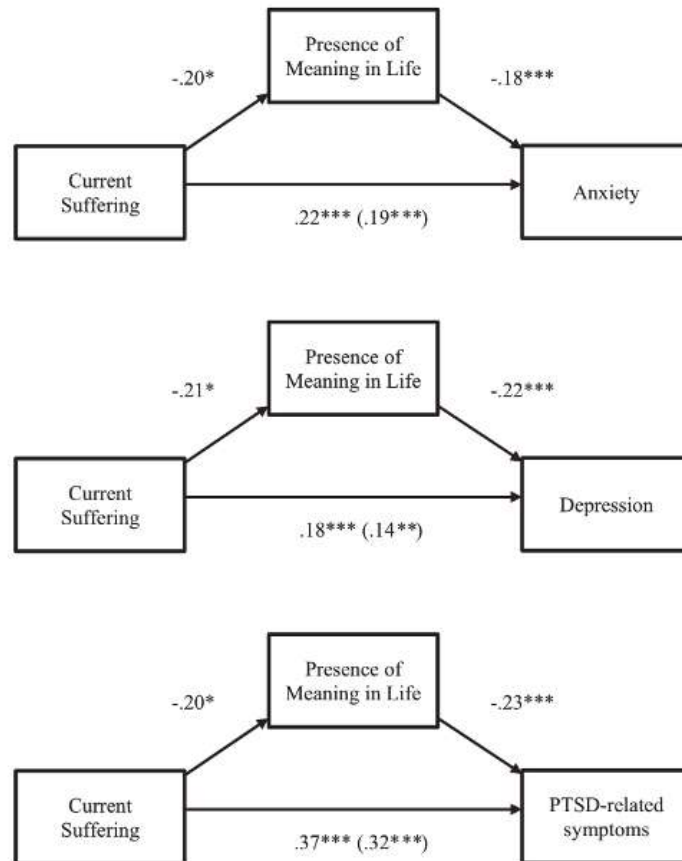 Presence of
Meaning in Life
-.20*
-.18***
Current
Suffering
Anxiety
.22*** (.19***)
Presence of
Meaning in Life
-.21*
-.22***
Current
Suffering
Depression
.18*** (.14**)
Presence of
Meaning in Life
-.20*
-.23***
Current
Suffering
PTSD-related
symptoms
.37*** (.32***)